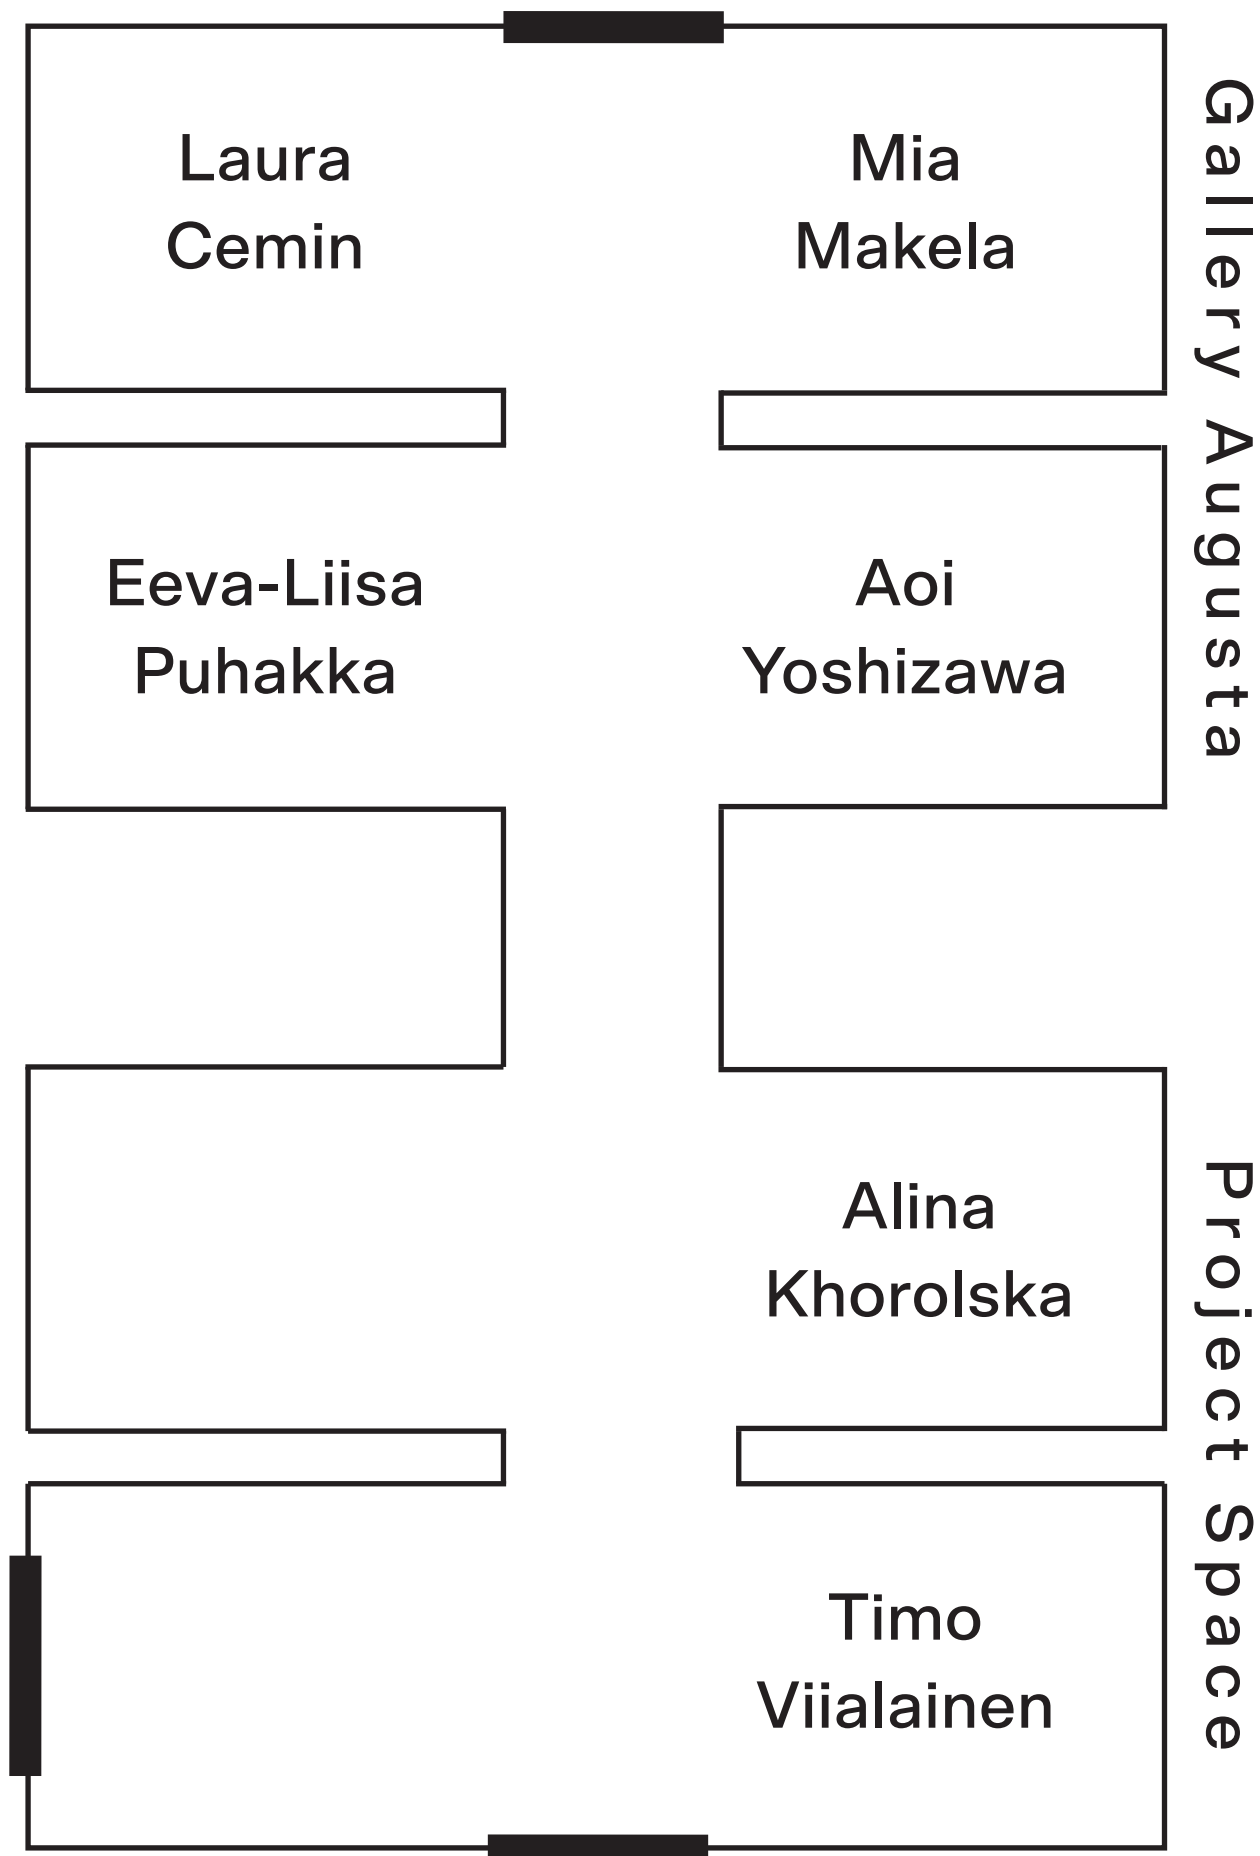 Laura
Cemin
Mia
Makela
Gallery Augusta
Eeva-Liisa
Puhakka
Aoi
Yoshizawa
Alina
Khorolska
Project Space
Timo
Viialainen